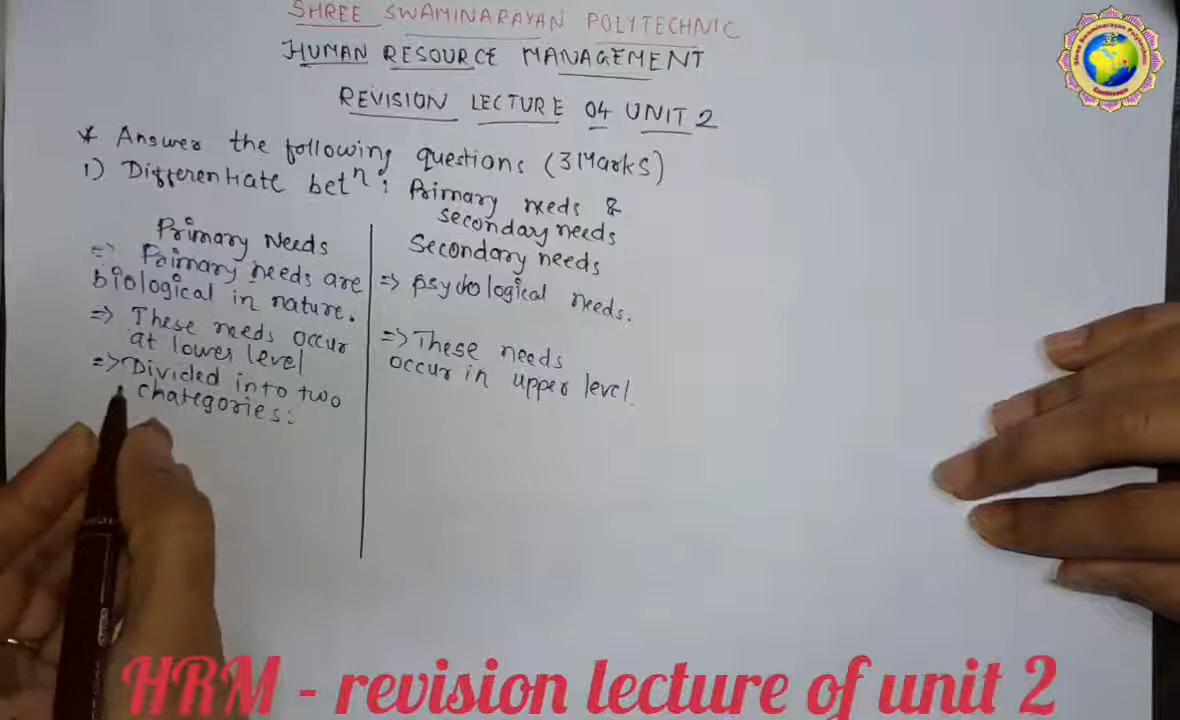 SHREE SWAMINARAYAN POLYTECHNIC
HUMAN RESOURCE MANAGEMENT
REVISION LECTURE 04 UNIT 2
* Answer the following questions (3 Marks)
1) Differentiate betn : Primary needs &
secondary needs
Primary Needs
=> Primary needs are
biological in nature.
=> These needs occur
at lower level
=> Divided into two
chategories:
Secondary needs
=> psychological needs.
=> These needs
occur in upper level.
HRM - revision lecture of unit 2